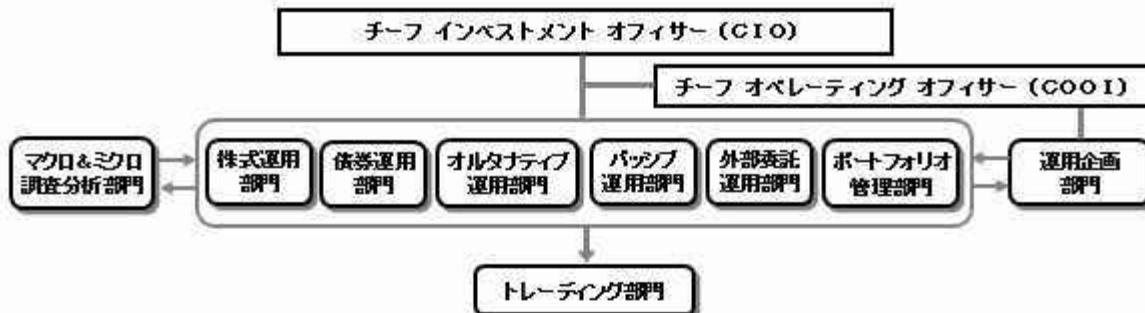 チーフ インベストメント オフィサー (CIO)
チーフ オペレーティング オフィサー (COOI)
マクロ&ミクロ
調査分析部門
株式運用
部門
債券運用
部門
オルタナティブ
運用部門
パッシブ
運用部門
外部委託
運用部門
ポートフォリオ
管理部門
運用企画
部門
トレーディング部門